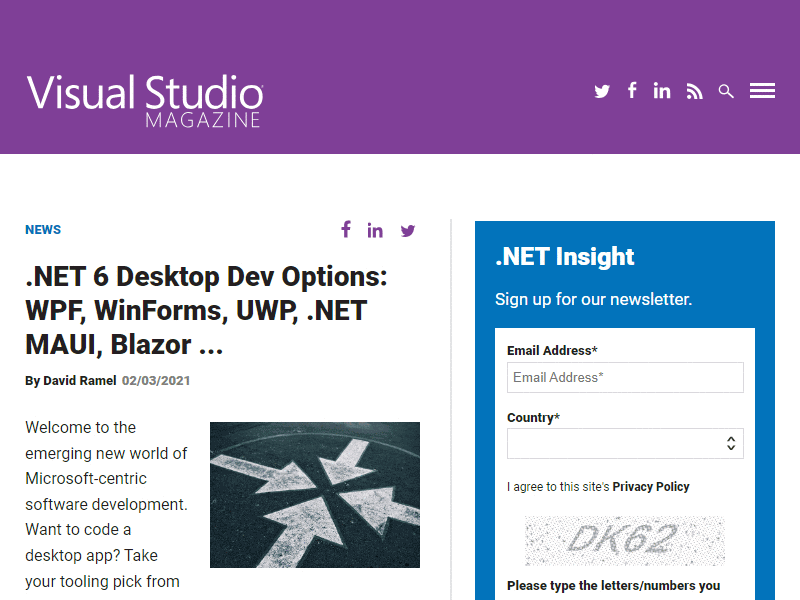 Visual Studio
MAGAZINE
NEWS
.NET 6 Desktop Dev Options:
WPF, WinForms, UWP, .NET
MAUI, Blazor ...
By David Ramel 02/03/2021
Welcome to the
emerging new world of
Microsoft-centric
software development.
Want to code a
desktop app? Take
your tooling pick from
.NET Insight
Sign up for our newsletter.
Email Address*
Email Address*
Country*
I agree to this site's Privacy Policy
DK62
Please type the letters/numbers you